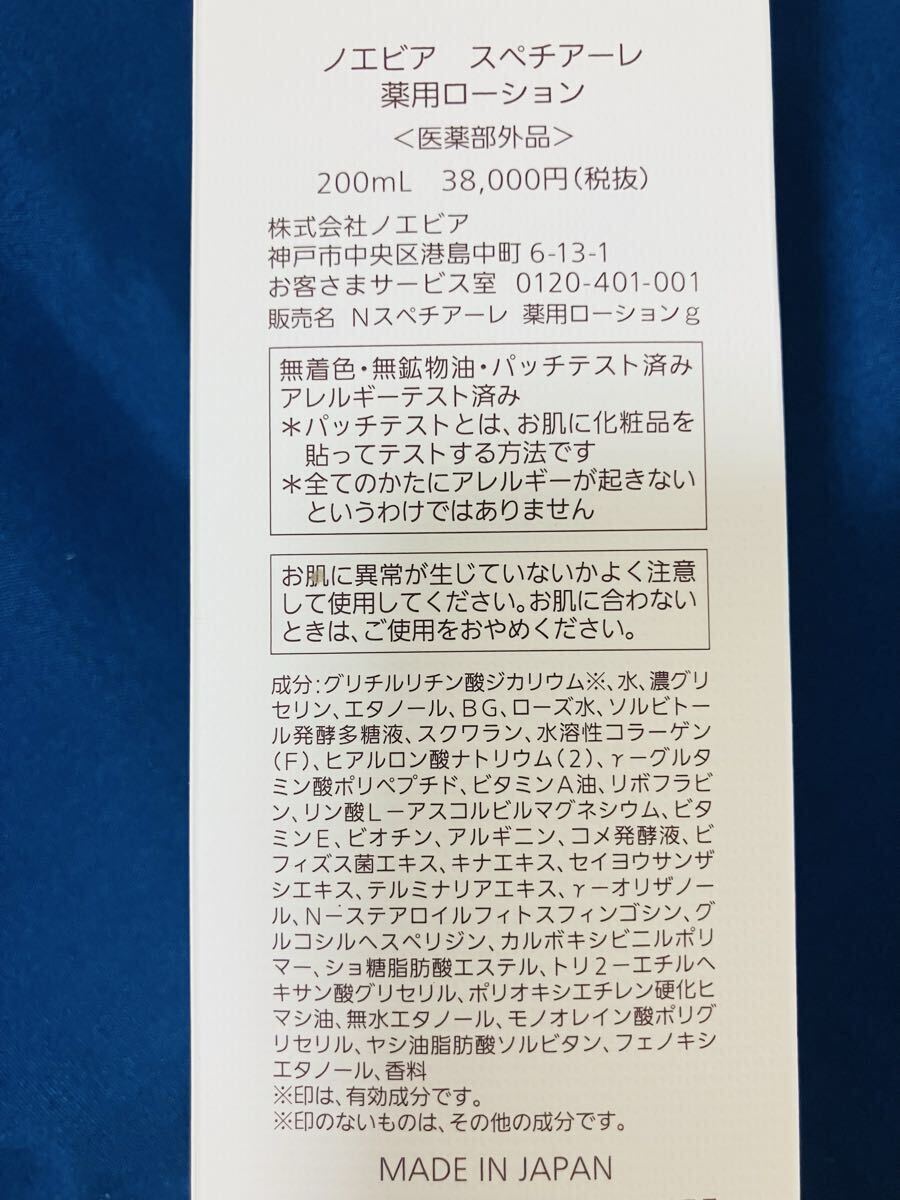 ノエビア　スペチアーレ
薬用ローション
＜医薬部外品＞
200mL　38,000円（税抜）
株式会社ノエビア
神戸市中央区港島中町 6-13-1
お客さまサービス室　0120-401-001
販売名　Nスペチアーレ　薬用ローションg
無着色・無鉱物油・パッチテスト済み
アレルギーテスト済み
＊パッチテストとは、お肌に化粧品を
貼ってテストする方法です
＊全てのかたにアレルギーが起きない
というわけではありません
お肌に異常が生じていないかよく注意
して使用してください。お肌に合わない
ときは、ご使用をおやめください。
成分：グリチルリチン酸ジカリウム※、水、濃グリ
セリン、エタノール、BG、ローズ水、ソルビトー
ル発酵多糖液、スクワラン、水溶性コラーゲン
（F）、ヒアルロン酸ナトリウム（2）、γーグルタ
ミン酸ポリペプチド、ビタミンA油、リボフラビ
ン、リン酸L－アスコルビルマグネシウム、ビタ
ミンE、ビオチン、アルギニン、コメ発酵液、ビ
フィズス菌エキス、キナエキス、セイヨウサンザ
シエキス、テルミナリアエキス、γーオリザノー
ル、N－ステアロイルフィトスフィンゴシン、グ
ルコシルヘスペリジン、カルボキシビニルポリ
マー、ショ糖脂肪酸エステル、トリ2ーエチルヘ
キサン酸グリセリル、ポリオキシエチレン硬化ヒ
マシ油、無水エタノール、モノオレイン酸ポリグ
リセリル、ヤシ油脂肪酸ソルビタン、フェノキシ
エタノール、香料
※印は、有効成分です。
※印のないものは、その他の成分です。
MADE IN JAPAN